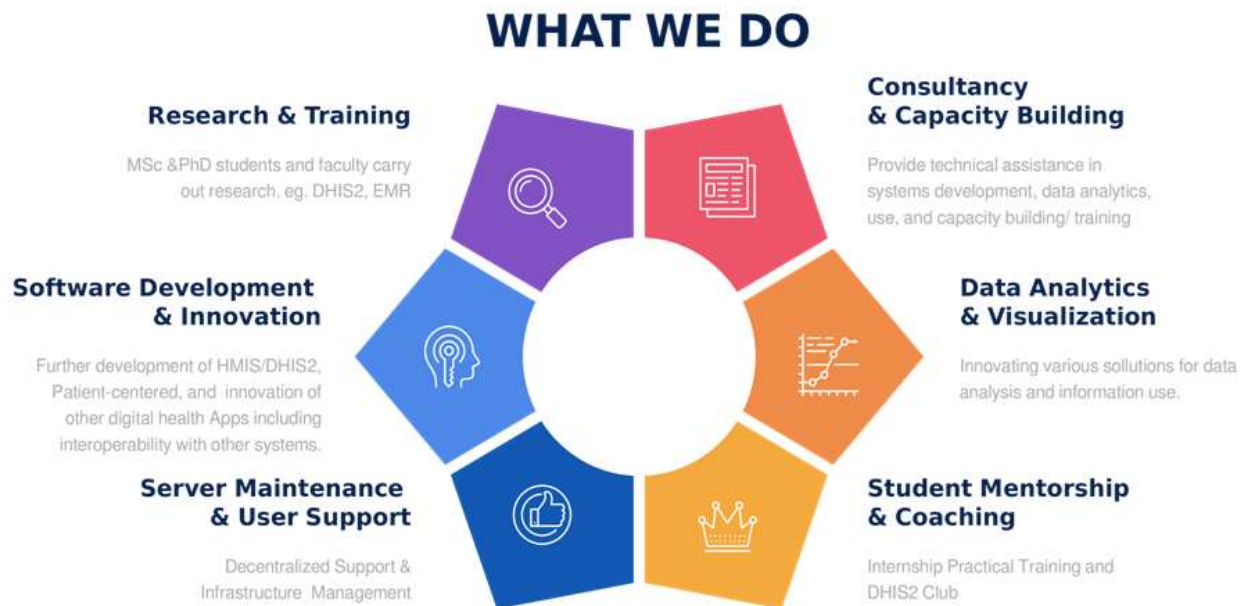 WHAT WE DO
Research & Training
MSc &PhD students and faculty carry
out research. eg. DHIS2, EMR
Consultancy
& Capacity Building
Provide technical assistance in
systems development, data analytics,
use, and capacity building/ training
Software Development
& Innovation
Further development of HMIS/DHIS2,
Patient-centered, and innovation of
other digital health Apps including
interoperability with other systems.
Data Analytics
& Visualization
Innovating various sollutions for data
analysis and information use.
Server Maintenance
& User Support
Decentralized Support &
Infrastructure Management
Student Mentorship
& Coaching
Internship Practical Training and
DHIS2 Club